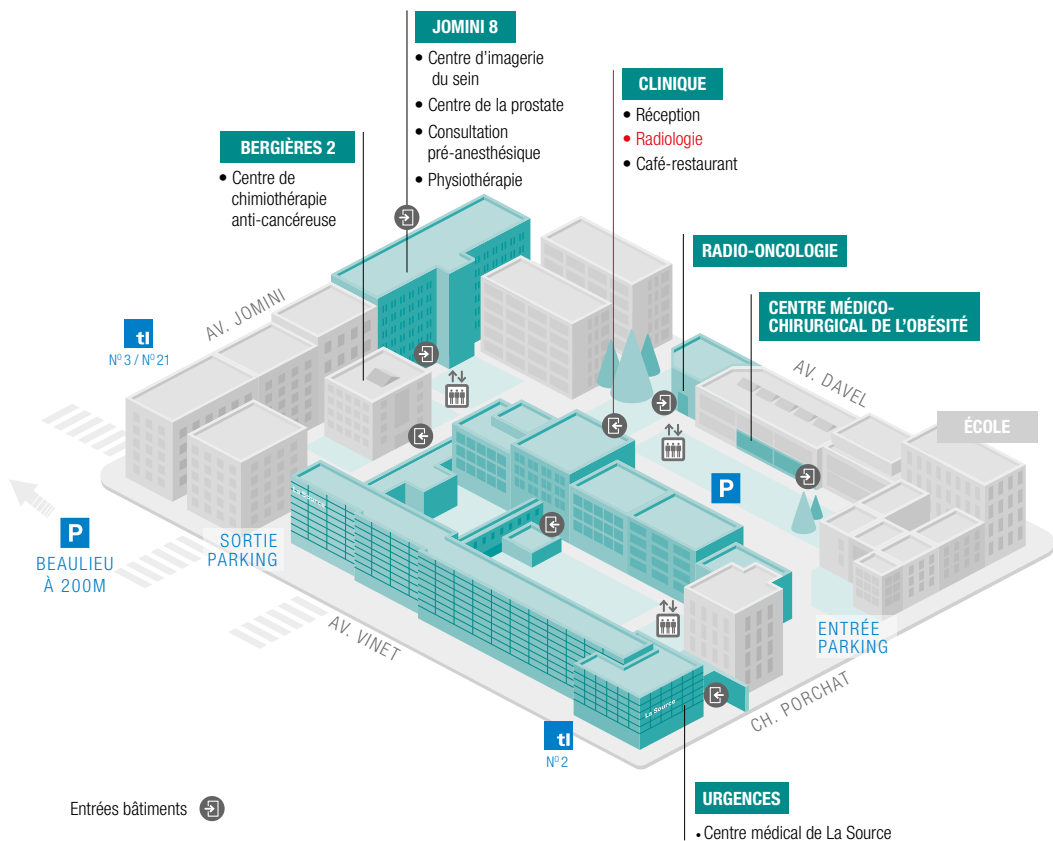 JOMINI 8
• Centre d'imagerie
du sein
• Centre de la prostate
• Consultation
pré-anesthésique
• Physiothérapie
CLINIQUE
• Réception
• Radiologie
• Café-restaurant
BERGIÈRES 2
• Centre de
chimiothérapie
anti-cancéreuse
RADIO-ONCOLOGIE
CENTRE MÉDICO-
CHIRURGICAL DE L'OBÉSITÉ
AV. JOMINI
tl
N° 3 / N° 21
AV. DAVEL
ÉCOLE
P
P
BEAULIEU
À 200M
SORTIE
PARKING
La Source
AV. VINET
ENTRÉE
PARKING
CH. PORCHAT
La Source
tl
N° 2
URGENCES
• Centre médical de La Source
Entrées bâtiments